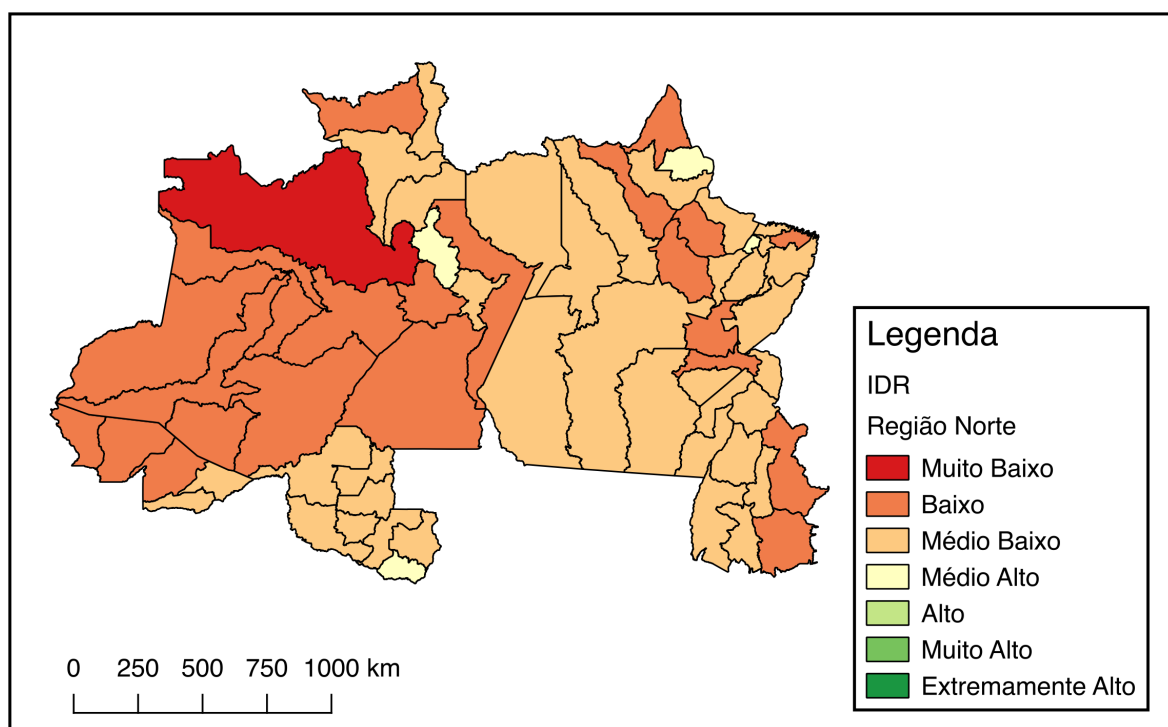 Legenda
IDR
Região Norte
Muito Baixo
Baixo
Médio Baixo
Médio Alto
Alto
Muito Alto
Extremamente Alto
0 250 500 750 1000 km